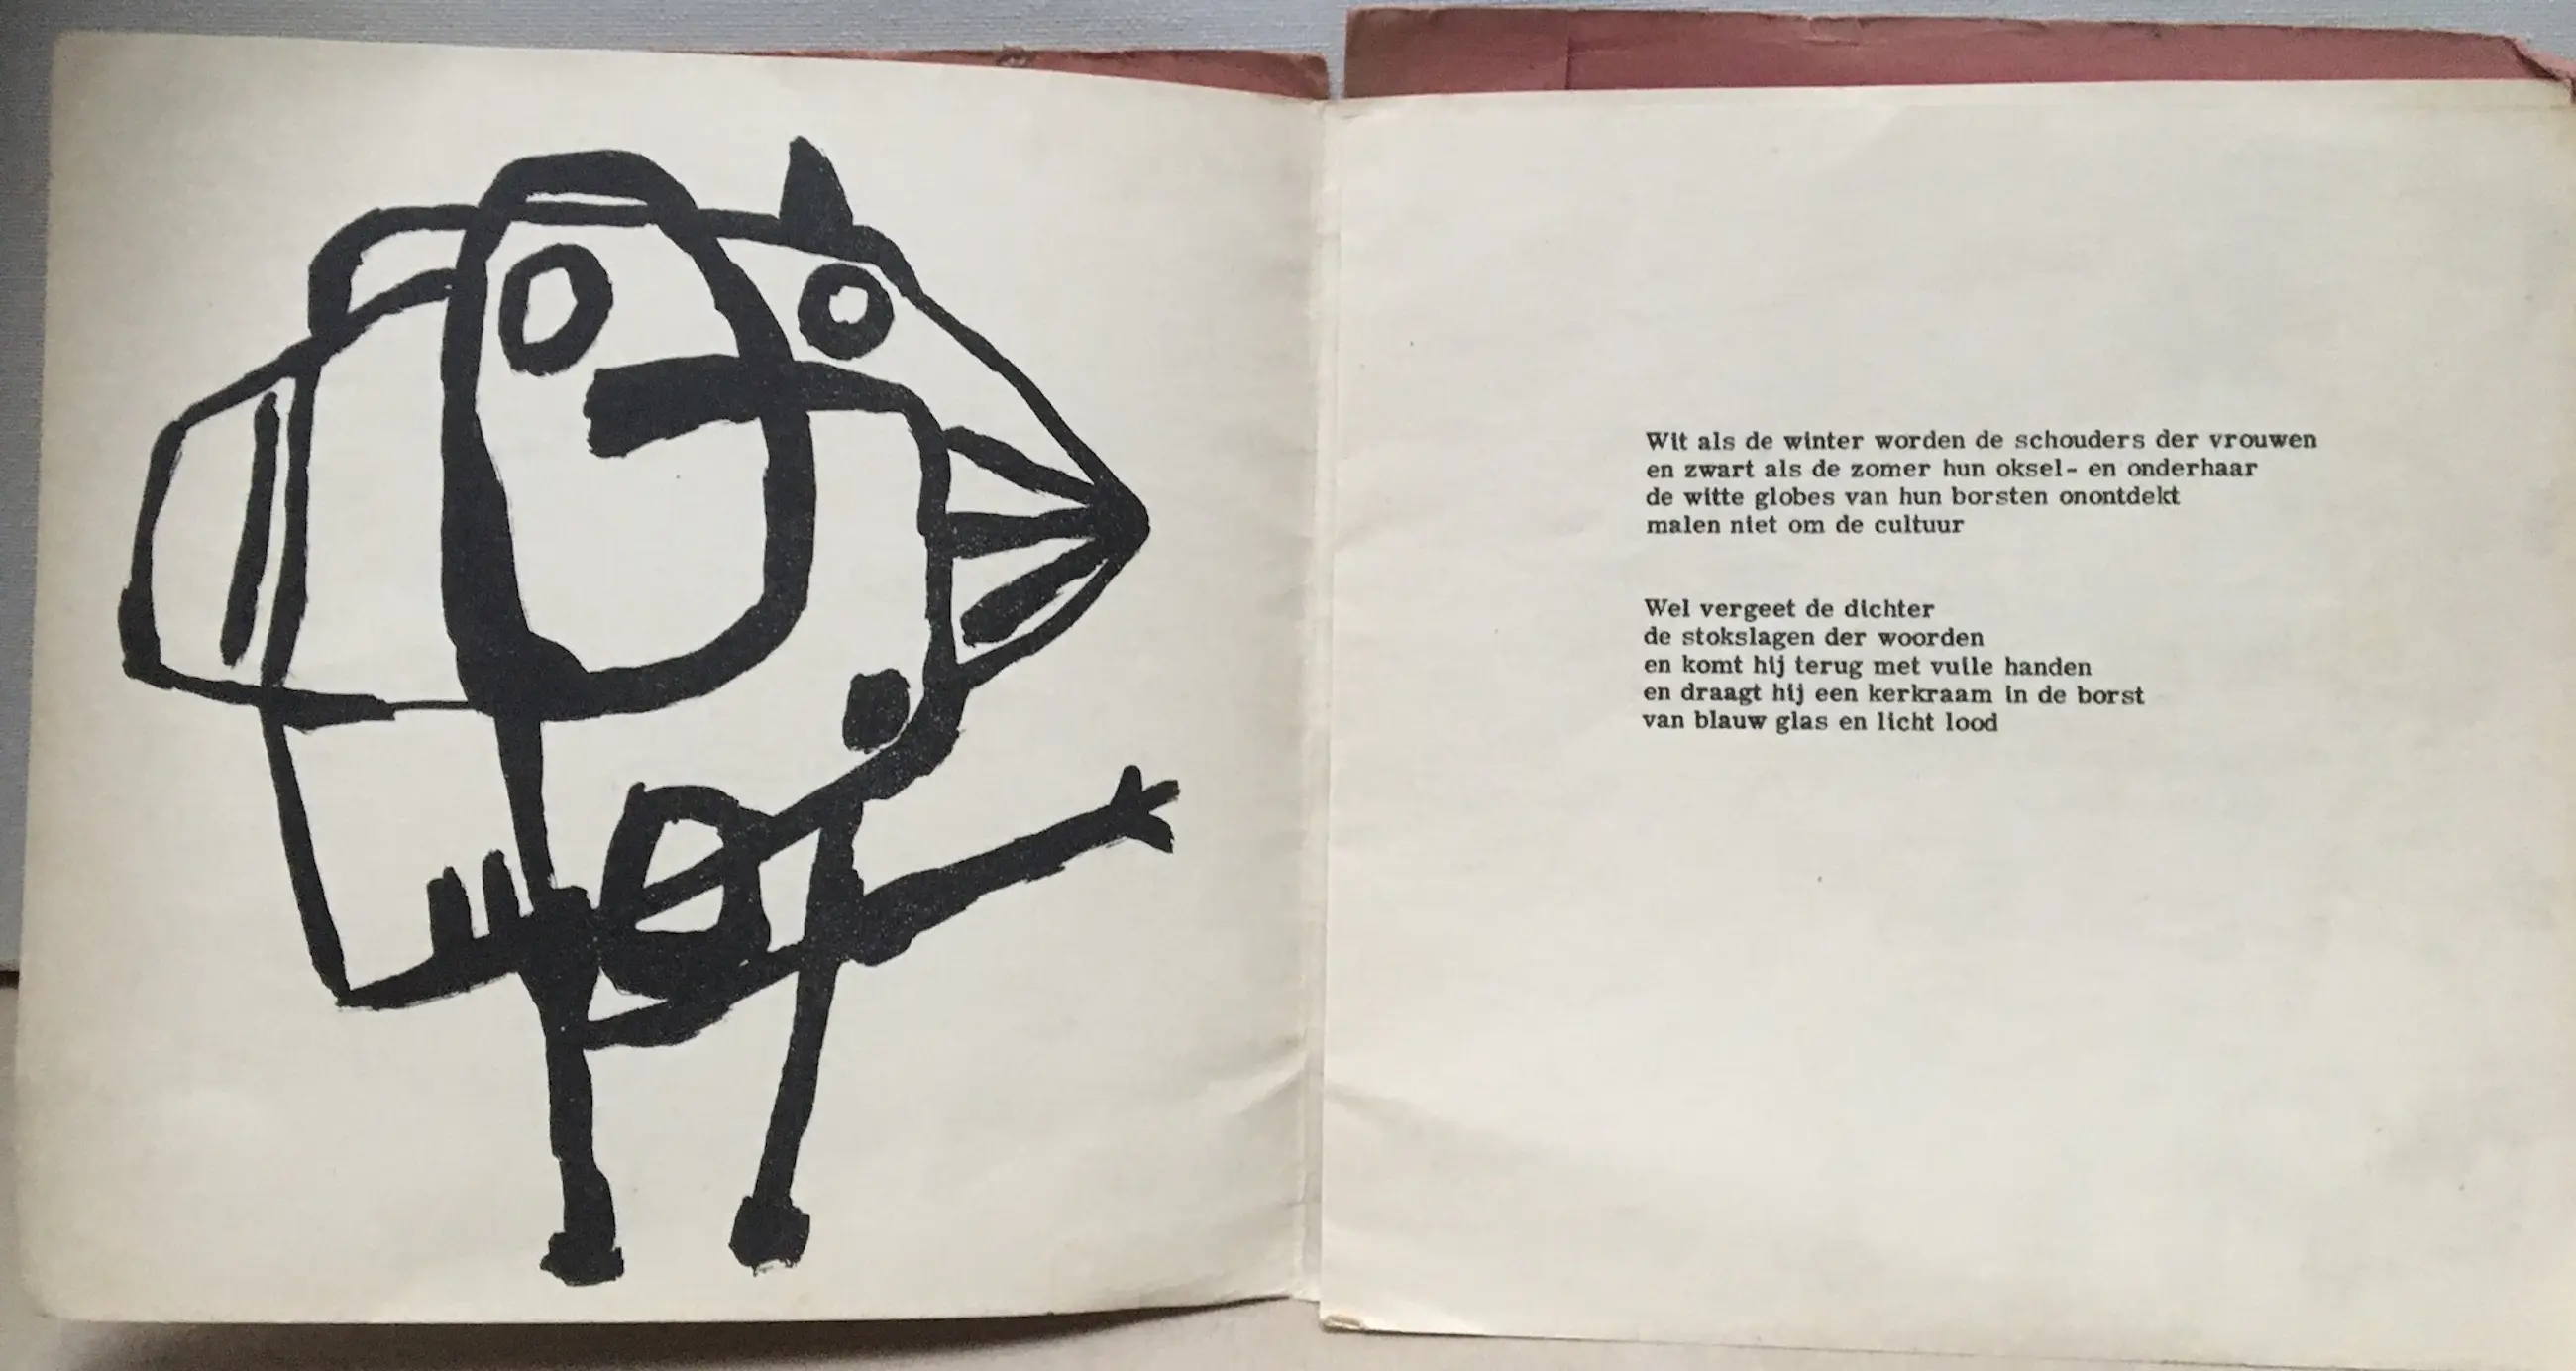 Wit als de winter worden de schouders der vrouwen
en zwart als de zomer hun oksel- en onderhaar
de witte globes van hun borsten onontdekt
malen niet om de cultuur
Wel vergeet de dichter
de stokslagen der woorden
en komt hij terug met vuile handen
en draagt hij een kerkraam in de borst
van blauw glas en licht lood